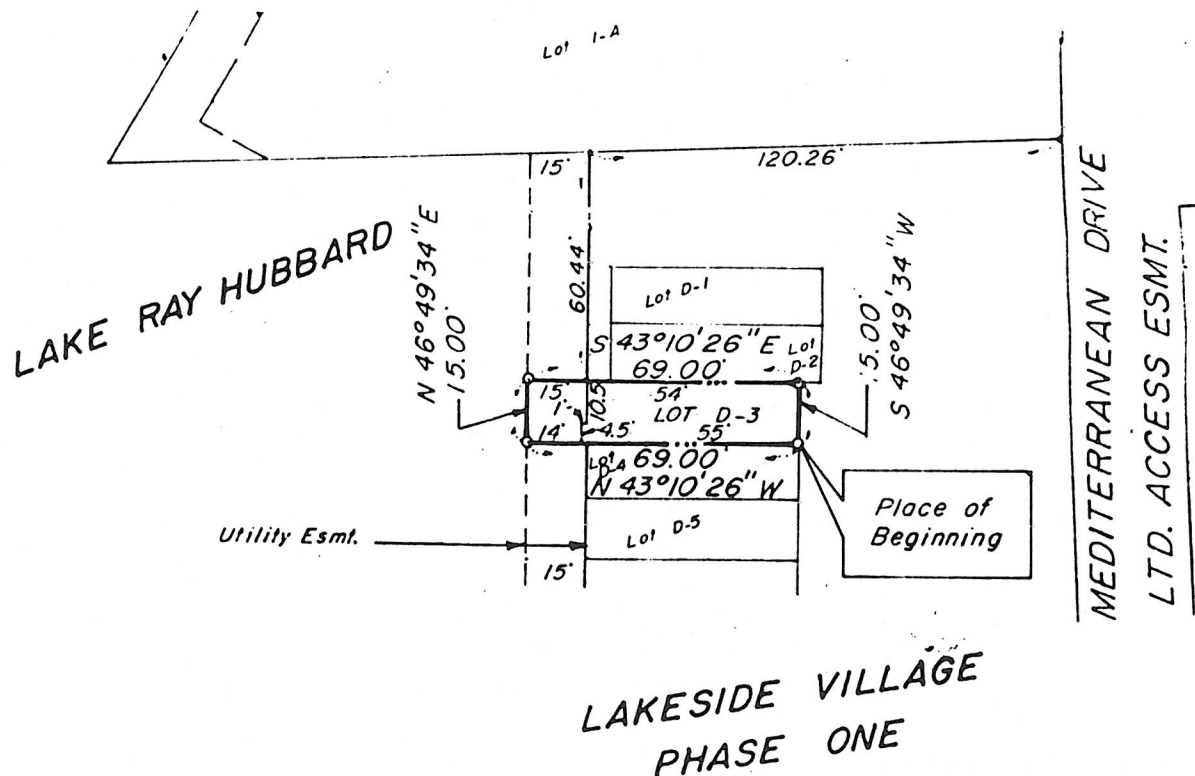 Lot 1-A
15'
120.26'
LAKE RAY HUBBARD
N 46°49'34"E
15.00'
60.44'
Lot D-1
S 43°10'26"E
69.00'
Lot
D-2
S 46°49'34"W
15.00'
MEDITERRANEAN DRIVE
LTD. ACCESS ESMT.
15'
54'
10.5
1'
LOT D-3
14'
4.5'
55'
Lot
D-4
69.00'
N 43°10'26"W
Lot D-5
Utility Esmt.
15'
Place of
Beginning
LAKESIDE VILLAGE
PHASE ONE